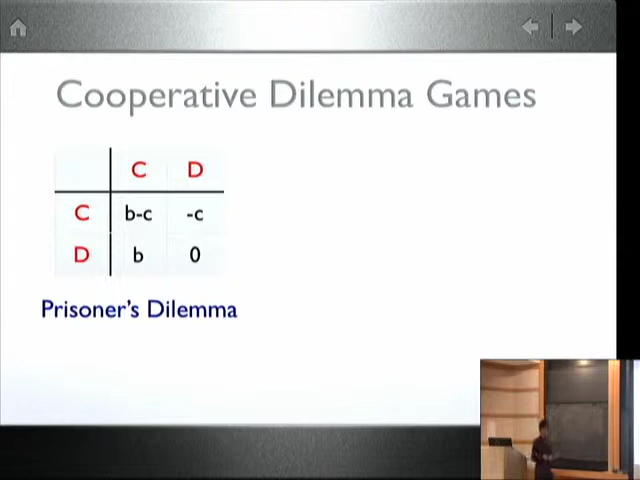 Cooperative Dilemma Games
C D
C b-c -c
D b 0
Prisoner's Dilemma